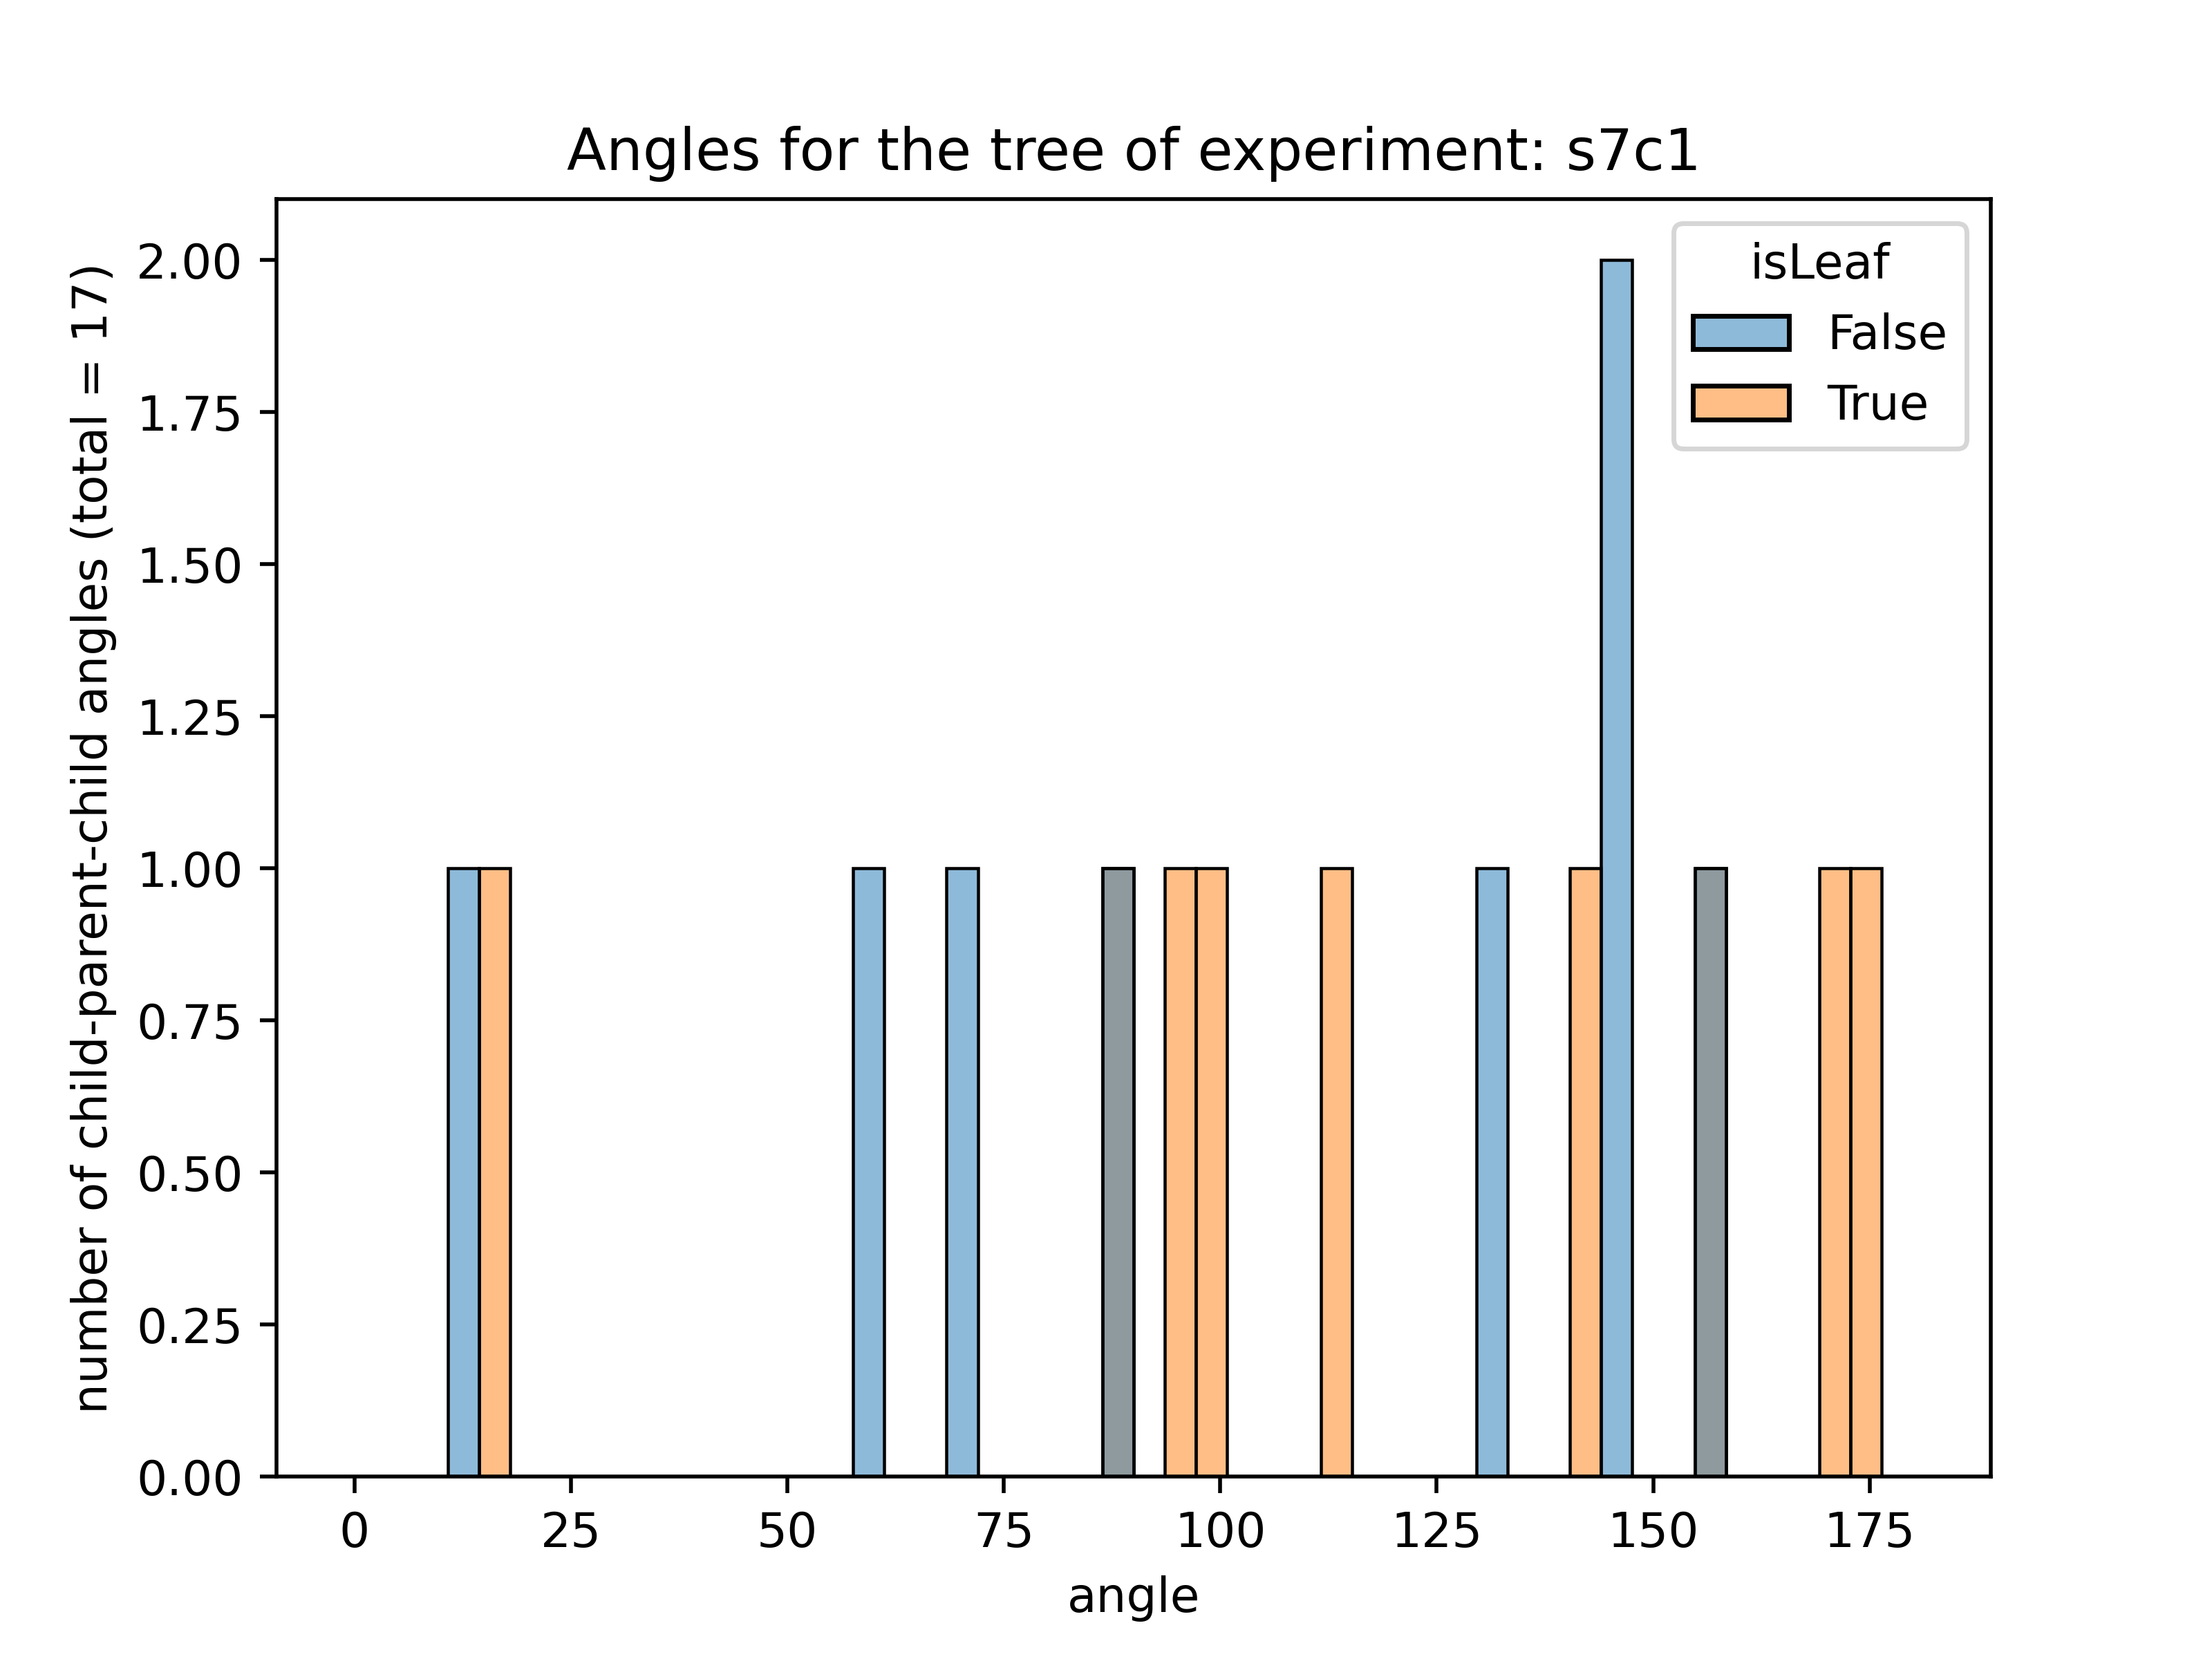 Angles for the tree of experiment: s7c1
number of child-parent-child angles (total = 17)
2.00
1.75
1.50
1.25
1.00
0.75
0.50
0.25
0.00
isLeaf
False
True
0 25 50 75 100 125 150 175
angle